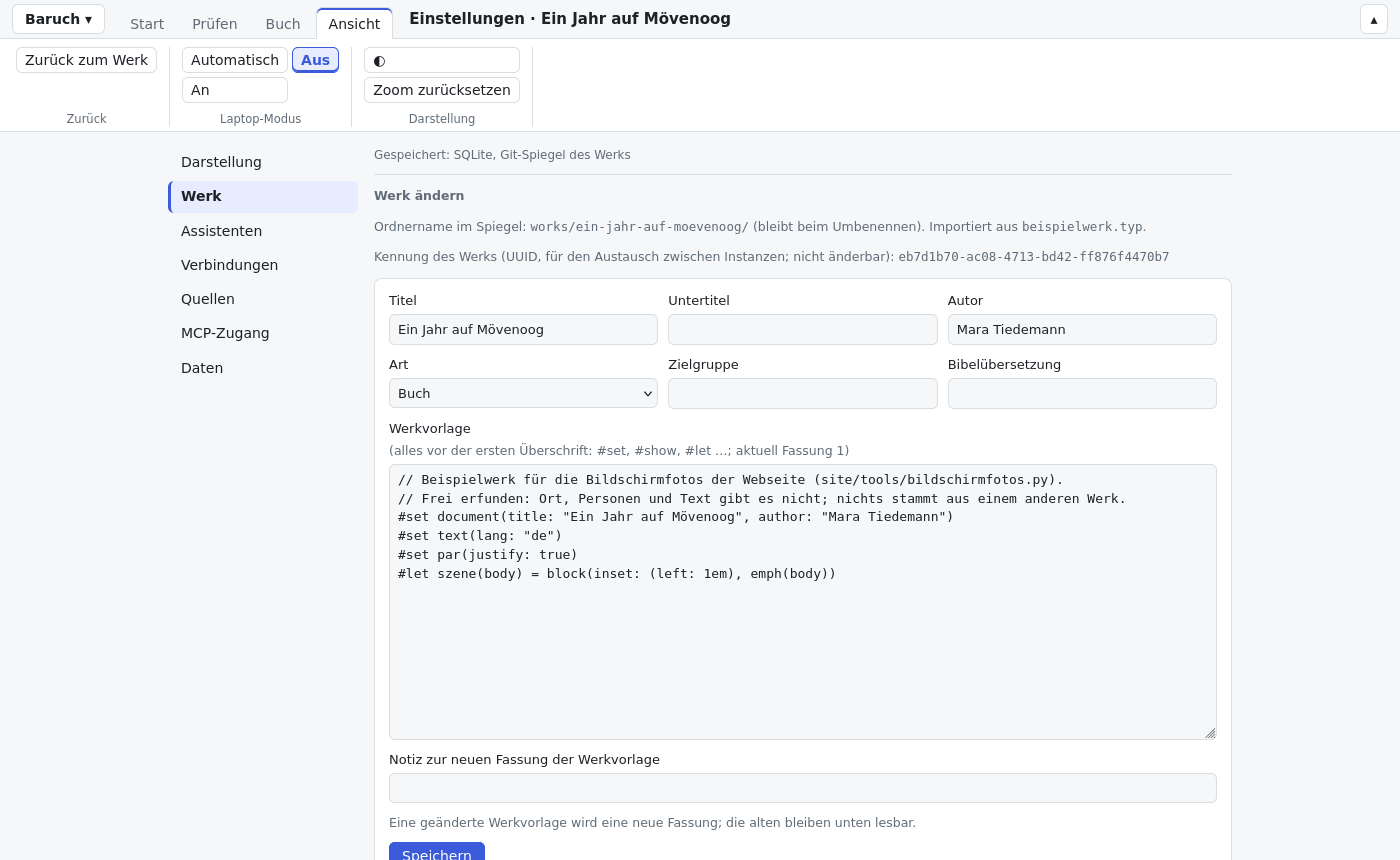 Baruch ▾
Start
Prüfen
Buch
Ansicht
Einstellungen · Ein Jahr auf Mövenoog
▴
Zurück zum Werk
Zurück
Automatisch
Aus
An
Laptop-Modus
◐
Zoom zurücksetzen
Darstellung
Darstellung
Werk
Assistenten
Verbindungen
Quellen
MCP-Zugang
Daten
Gespeichert: SQLite, Git-Spiegel des Werks
Werk ändern
Ordnername im Spiegel: works/ein-jahr-auf-moevenoog/ (bleibt beim Umbenennen). Importiert aus beispielwerk.typ.
Kennung des Werks (UUID, für den Austausch zwischen Instanzen; nicht änderbar): eb7d1b70-ac08-4713-bd42-ff876f4470b7
Titel
Untertitel
Autor
Ein Jahr auf Mövenoog
Mara Tiedemann
Art
Zielgruppe
Bibelübersetzung
Buch
Werkvorlage
(alles vor der ersten Überschrift: #set, #show, #let …; aktuell Fassung 1)
// Beispielwerk für die Bildschirmfotos der Webseite (site/tools/bildschirmfotos.py).
// Frei erfunden: Ort, Personen und Text gibt es nicht; nichts stammt aus einem anderen Werk.
#set document(title: "Ein Jahr auf Mövenoog", author: "Mara Tiedemann")
#set text(lang: "de")
#set par(justify: true)
#let szene(body) = block(inset: (left: 1em), emph(body))
Notiz zur neuen Fassung der Werkvorlage
Eine geänderte Werkvorlage wird eine neue Fassung; die alten bleiben unten lesbar.
Speichern